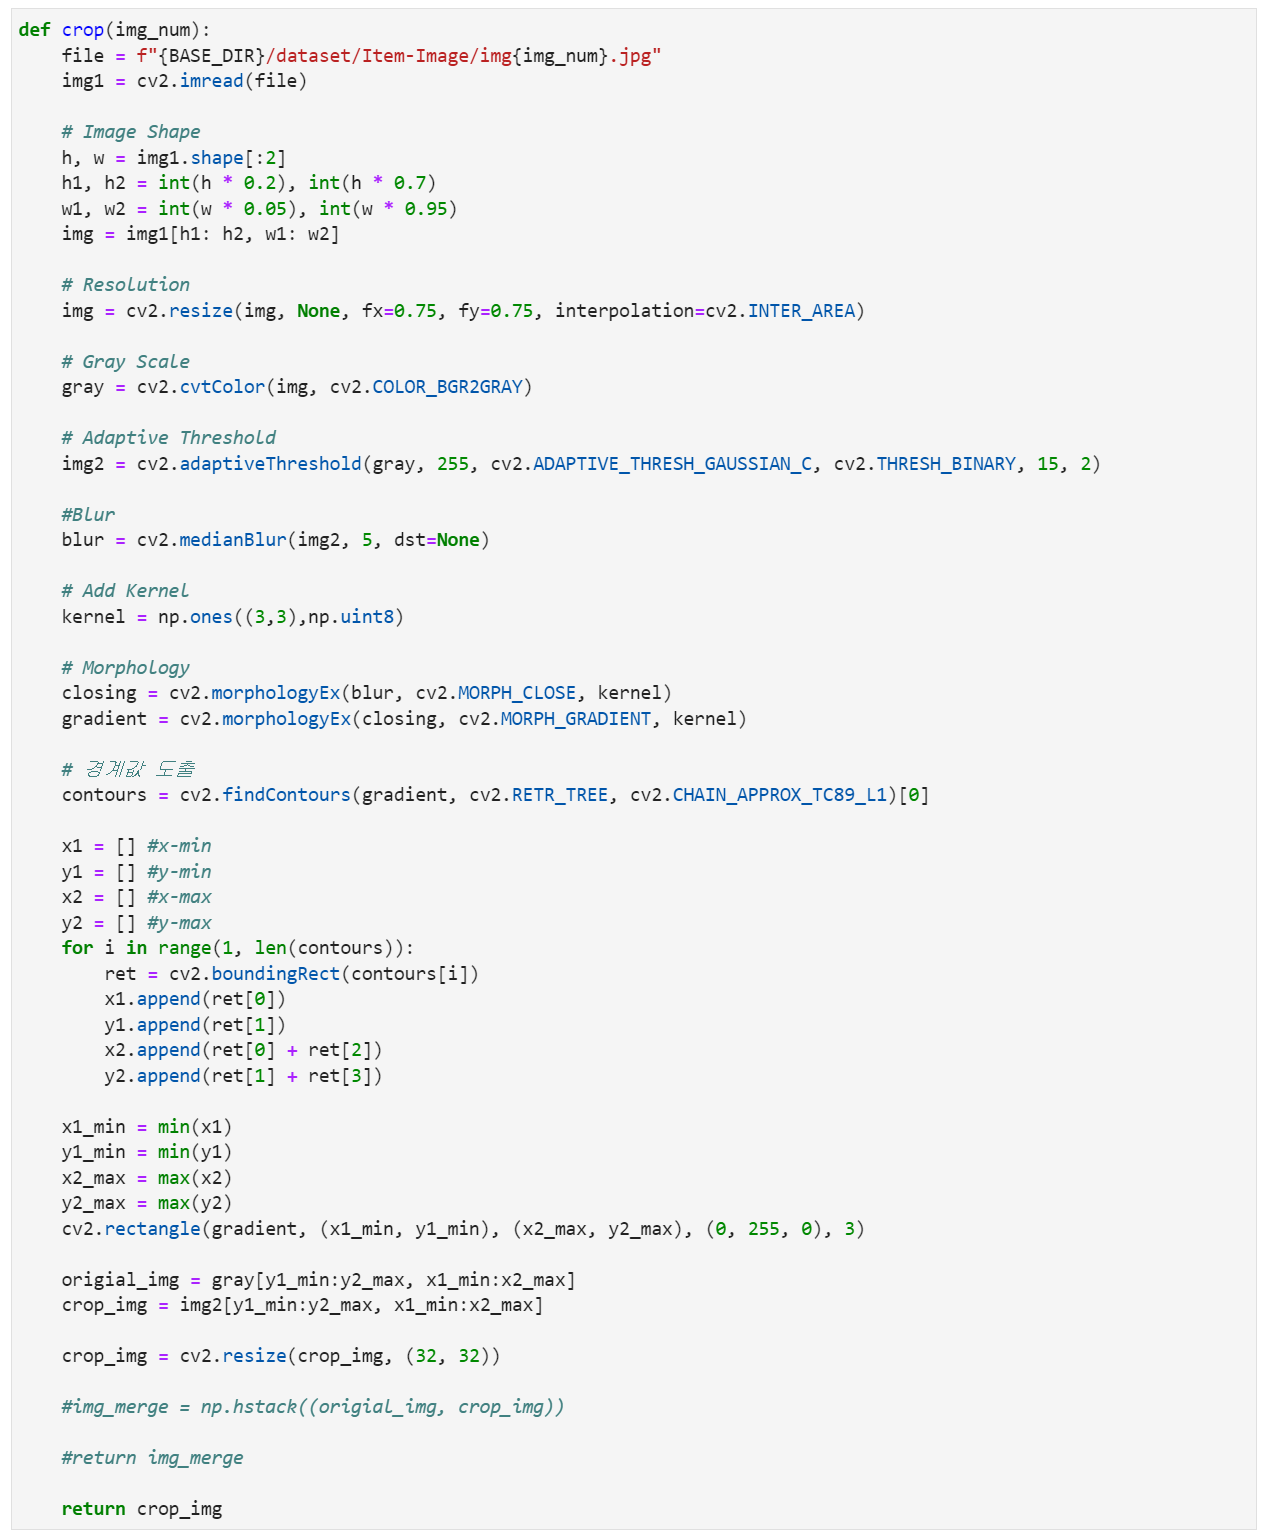 def crop(img_num):
    file = f"{BASE_DIR}/dataset/Item-Image/img{img_num}.jpg"
    img1 = cv2.imread(file)

    # Image Shape
    h, w = img1.shape[:2]
    h1, h2 = int(h * 0.2), int(h * 0.7)
    w1, w2 = int(w * 0.05), int(w * 0.95)
    img = img1[h1: h2, w1: w2]

    # Resolution
    img = cv2.resize(img, None, fx=0.75, fy=0.75, interpolation=cv2.INTER_AREA)

    # Gray Scale
    gray = cv2.cvtColor(img, cv2.COLOR_BGR2GRAY)

    # Adaptive Threshold
    img2 = cv2.adaptiveThreshold(gray, 255, cv2.ADAPTIVE_THRESH_GAUSSIAN_C, cv2.THRESH_BINARY, 15, 2)

    #Blur
    blur = cv2.medianBlur(img2, 5, dst=None)

    # Add Kernel
    kernel = np.ones((3,3),np.uint8)

    # Morphology
    closing = cv2.morphologyEx(blur, cv2.MORPH_CLOSE, kernel)
    gradient = cv2.morphologyEx(closing, cv2.MORPH_GRADIENT, kernel)

    # 경계값 도출
    contours = cv2.findContours(gradient, cv2.RETR_TREE, cv2.CHAIN_APPROX_TC89_L1)[0]

    x1 = [] #x-min
    y1 = [] #y-min
    x2 = [] #x-max
    y2 = [] #y-max
    for i in range(1, len(contours)):
        ret = cv2.boundingRect(contours[i])
        x1.append(ret[0])
        y1.append(ret[1])
        x2.append(ret[0] + ret[2])
        y2.append(ret[1] + ret[3])

    x1_min = min(x1)
    y1_min = min(y1)
    x2_max = max(x2)
    y2_max = max(y2)
    cv2.rectangle(gradient, (x1_min, y1_min), (x2_max, y2_max), (0, 255, 0), 3)

    origial_img = gray[y1_min:y2_max, x1_min:x2_max]
    crop_img = img2[y1_min:y2_max, x1_min:x2_max]

    crop_img = cv2.resize(crop_img, (32, 32))

    #img_merge = np.hstack((origial_img, crop_img))

    #return img_merge

    return crop_img